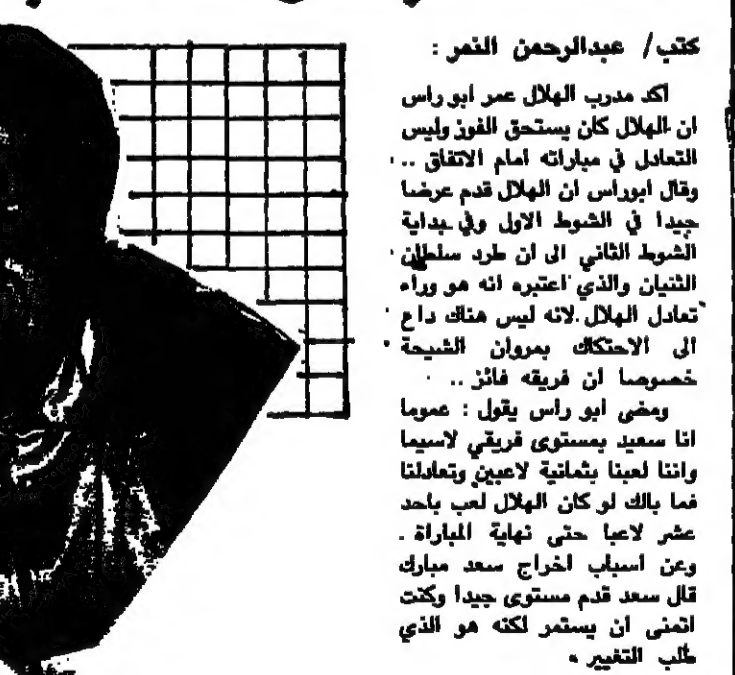 كتب/ عبدالرحمن النمر :
اكد مدرب الهلال عمر ابو راس
ان الهلال كان يستحق الفوز وليس
التعادل في مباراته امام الاتفاق ..
وقال ابوراس ان الهلال قدم عرضا
جيدا في الشوط الاول وفي بداية
الشوط الثاني الى ان طرد سلطان
الثنيان والذي اعتبره انه هو وراء
تعادل الهلال لانه ليس هناك داع
الى الاحتكاك بمروان الشيحة
خصوصا ان فريقه فائز ..
ومضى ابو راس يقول : عموما
انا سعيد بمستوى فريقي لاسيما
واننا لعبنا بثمانية لاعبين وتعادلنا
فما بالك لو كان الهلال لعب باحد
عشر لاعبا حتى نهاية المباراة .
وعن اسباب اخراج سعد مبارك
قال سعد قدم مستوى جيدا وكنت
اتمنى ان يستمر لكنه هو الذي
طلب التغيير .